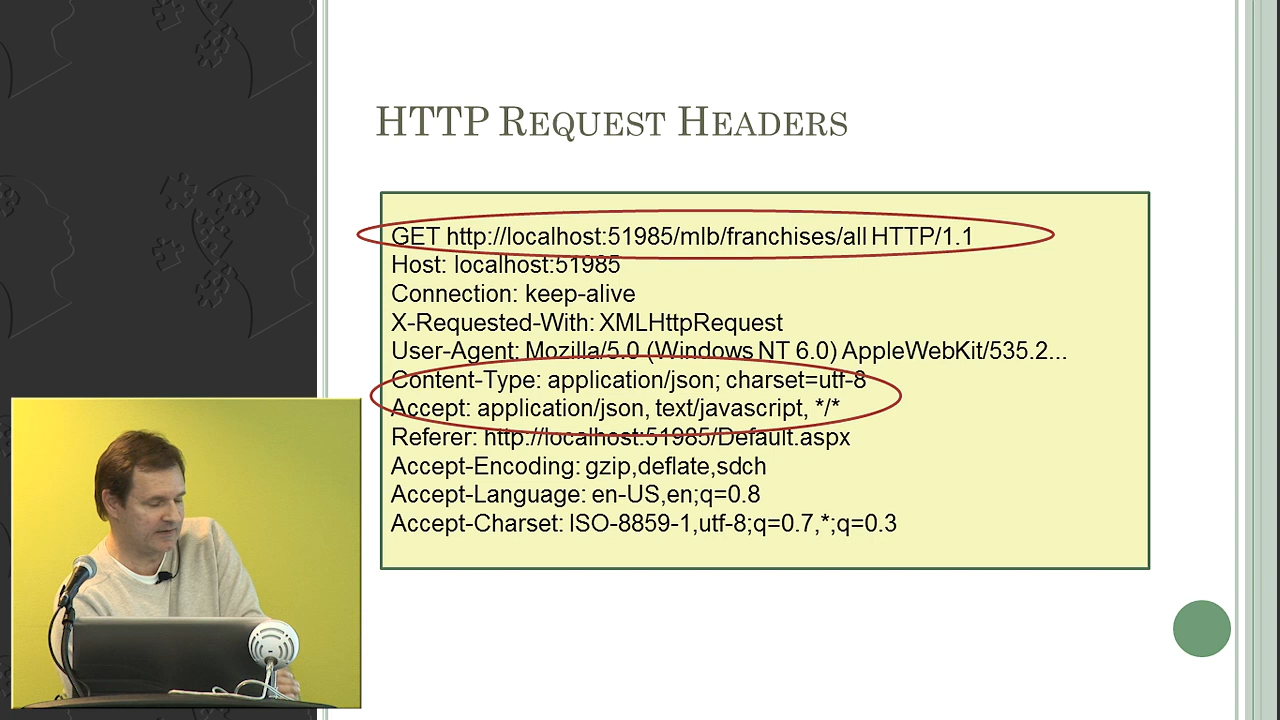 HTTP REQUEST HEADERS
GET http://localhost:51985/mlb/franchises/all HTTP/1.1
Host: localhost:51985
Connection: keep-alive
X-Requested-With: XMLHttpRequest
User-Agent: Mozilla/5.0 (Windows NT 6.0) AppleWebKit/535.2...
Content-Type: application/json; charset=utf-8
Accept: application/json, text/javascript, */*
Referer: http://localhost:51985/Default.aspx
Accept-Encoding: gzip,deflate,sdch
Accept-Language: en-US,en;q=0.8
Accept-Charset: ISO-8859-1,utf-8;q=0.7,*;q=0.3